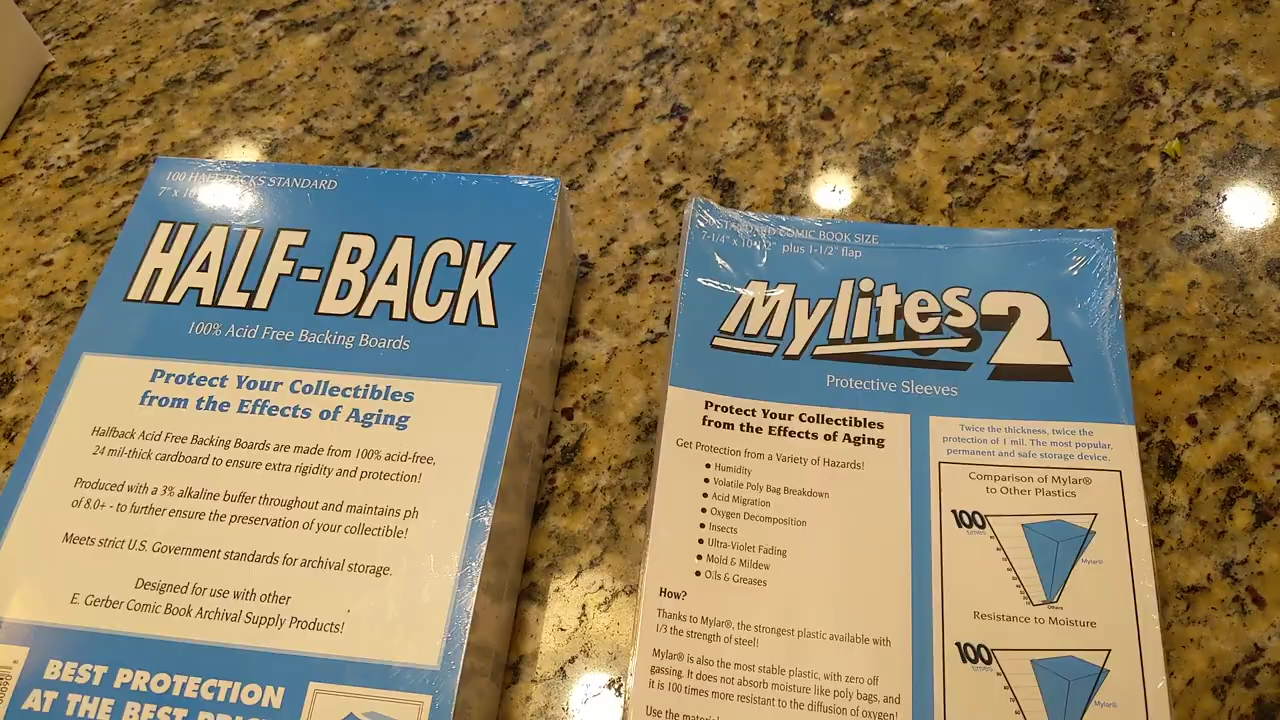 100 HALF-BACKS STANDARD
7" x
HALF-BACK
100% Acid Free Backing Boards
Protect Your Collectibles
from the Effects of Aging
Halfback Acid Free Backing Boards are made from 100% acid-free,
24 mil-thick cardboard to ensure extra rigidity and protection!
Produced with a 3% alkaline buffer throughout and maintains ph
of 8.0+ - to further ensure the preservation of your collectible!
Meets strict U.S. Government standards for archival storage.
Designed for use with other
E. Gerber Comic Book Archival Supply Products!
BEST PROTECTION
AT THE BEST
STANDARD COMIC BOOK SIZE
7-1/4" x plus 1-1/2" flap
Mylites 2
Protective Sleeves
Protect Your Collectibles
from the Effects of Aging
Get Protection from a Variety of Hazards!
● Humidity
● Volatile Poly Bag Breakdown
● Acid Migration
● Oxygen Decomposition
● Insects
● Ultra-Violet Fading
● Mold & Mildew
● Oils & Greases
How?
Thanks to Mylar®, the strongest plastic available with
1/3 the strength of steel!
Mylar® is also the most stable plastic, with zero off
gassing. It does not absorb moisture like poly bags, and
it is 100 times more resistant to the diffusion of oxygen!
Use the
Twice the thickness, twice the
protection of 1 mil. The most popular,
permanent and safe storage device.
Comparison of Mylar®
to Other Plastics
100
times
Mylar®
Others
Resistance to Moisture
100
times
Mylar®